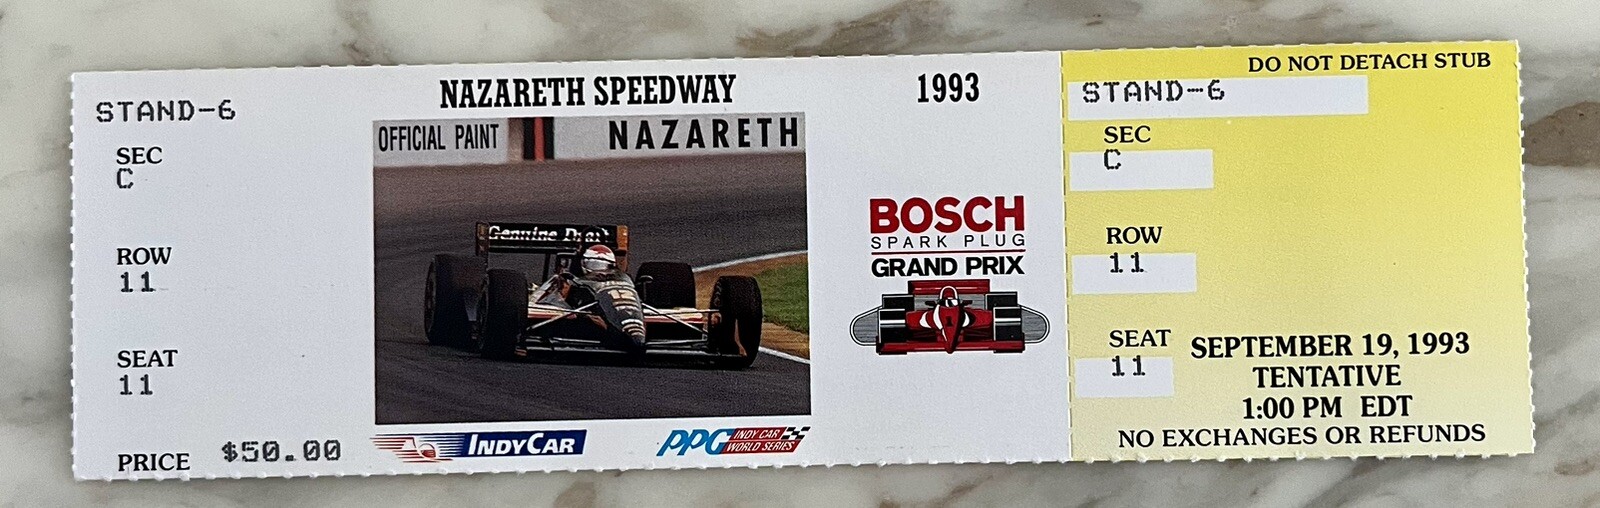 STAND-6
SEC
C
ROW
11
SEAT
11
PRICE $50.00
NAZARETH SPEEDWAY
OFFICIAL PAINT NAZARETH
INDYCAR
PPG INDY CAR
WORLD SERIES
1993
BOSCH
SPARK PLUG
GRAND PRIX
DO NOT DETACH STUB
STAND-6
SEC
C
ROW
11
SEAT
11
SEPTEMBER 19, 1993
TENTATIVE
1:00 PM EDT
NO EXCHANGES OR REFUNDS